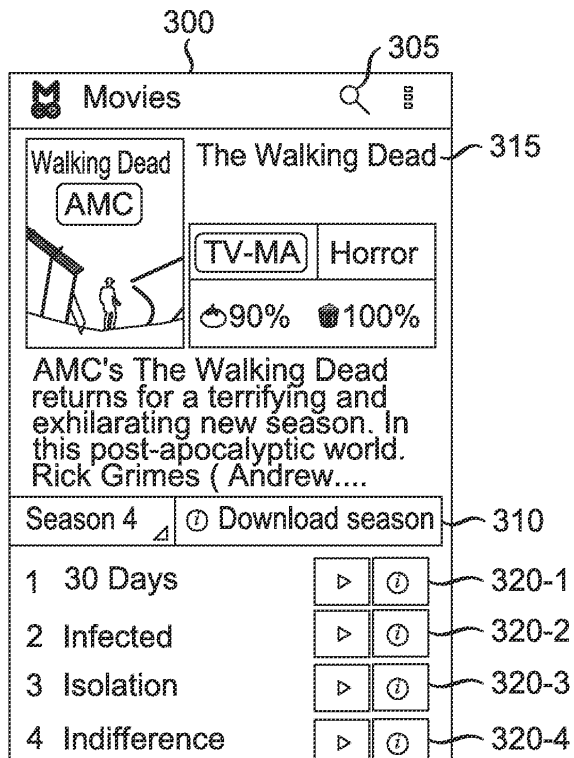 300
305
Movies
Walking Dead
AMC
The Walking Dead
315
TV-MA
Horror
90%
100%
AMC's The Walking Dead
returns for a terrifying and
exhilarating new season. In
this post-apocalyptic world.
Rick Grimes ( Andrew....
Season 4
i Download season
310
1 30 Days
i
320-1
2 Infected
i
320-2
3 Isolation
i
320-3
4 Indifference
i
320-4